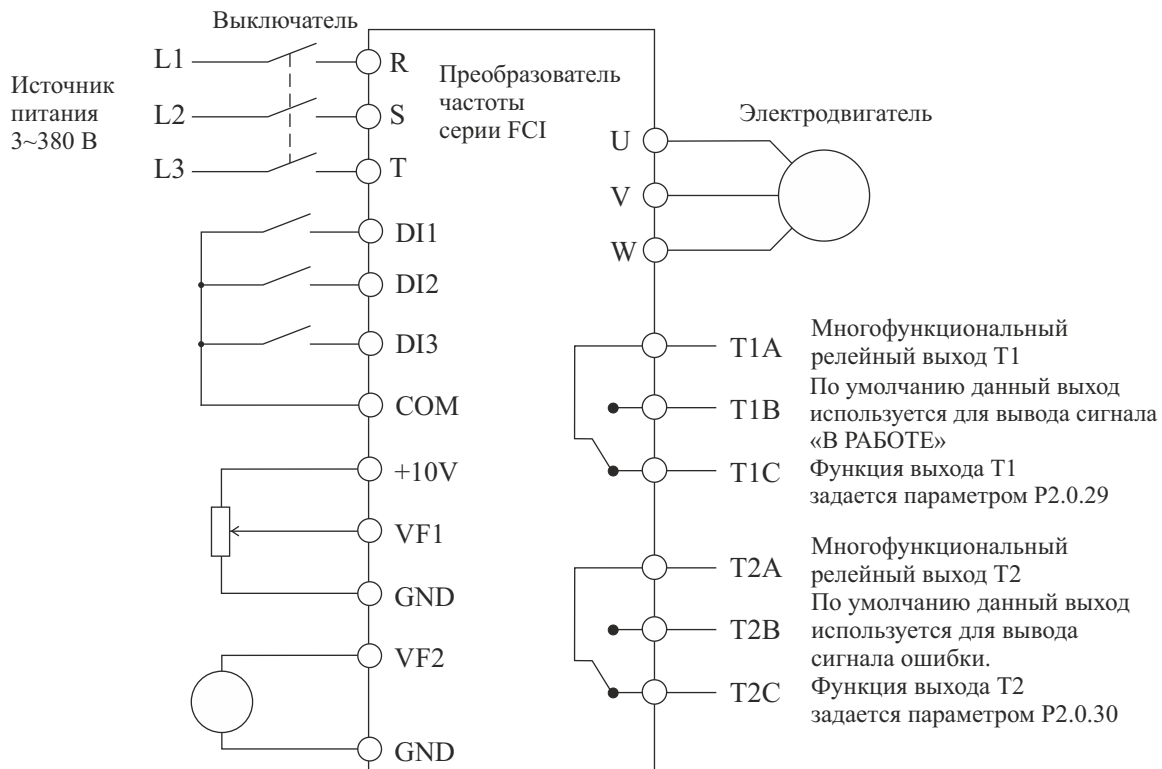 Выключатель
L1
R
Источник
питания
3~380 В
L2
S
L3
T
Преобразователь
частоты
серии FCI
Электродвигатель
U
V
W
DI1
DI2
DI3
COM
+10V
VF1
GND
VF2
GND
T1A
Многофункциональный
релейный выход T1
T1B
По умолчанию данный выход
используется для вывода сигнала
«В РАБОТЕ»
T1C
Функция выхода T1
задается параметром P2.0.29
T2A
Многофункциональный
релейный выход T2
T2B
По умолчанию данный выход
используется для вывода
сигнала ошибки.
T2C
Функция выхода T2
задается параметром P2.0.30